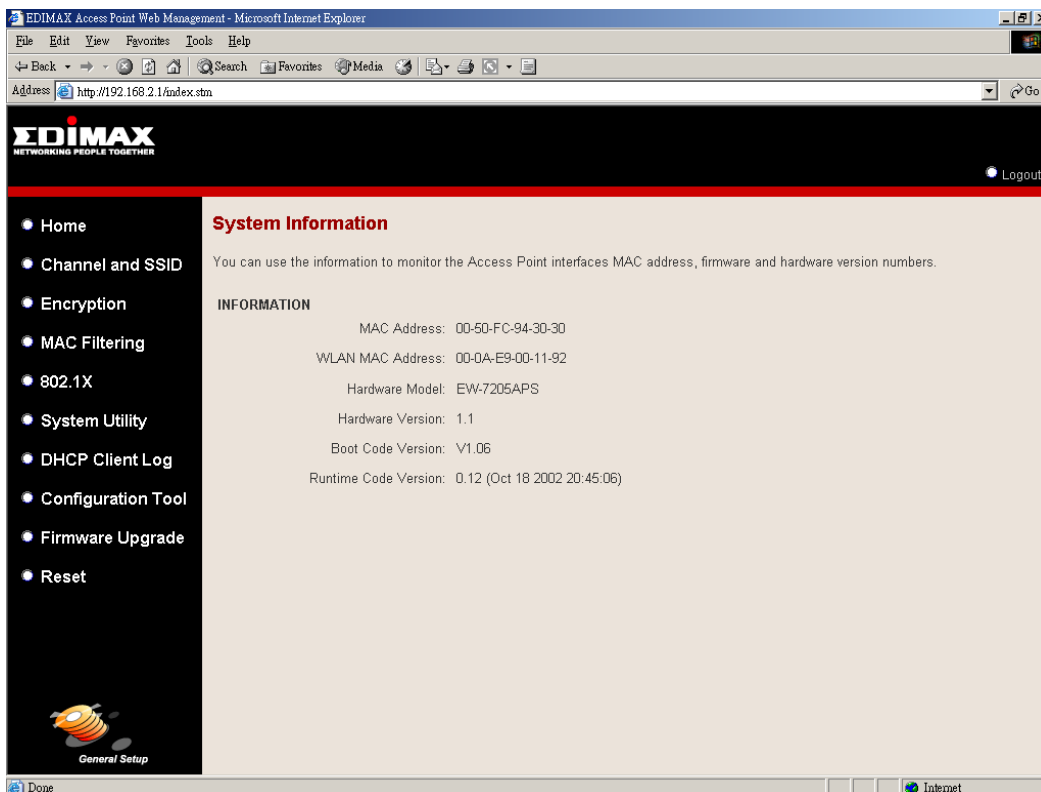 EDIMAX Access Point Web Management - Microsoft Internet Explorer
File Edit View Favorites Tools Help
Back Search Favorites Media
Address http://192.168.2.1/index.stm Go
EDIMAX
NETWORKING PEOPLE TOGETHER
Logout
Home
Channel and SSID
Encryption
MAC Filtering
802.1X
System Utility
DHCP Client Log
Configuration Tool
Firmware Upgrade
Reset
General Setup
System Information
You can use the information to monitor the Access Point interfaces MAC address, firmware and hardware version numbers.
INFORMATION
MAC Address: 00-50-FC-94-30-30
WLAN MAC Address: 00-0A-E9-00-11-92
Hardware Model: EW-7205APS
Hardware Version: 1.1
Boot Code Version: V1.06
Runtime Code Version: 0.12 (Oct 18 2002 20:45:06)
Done Internet